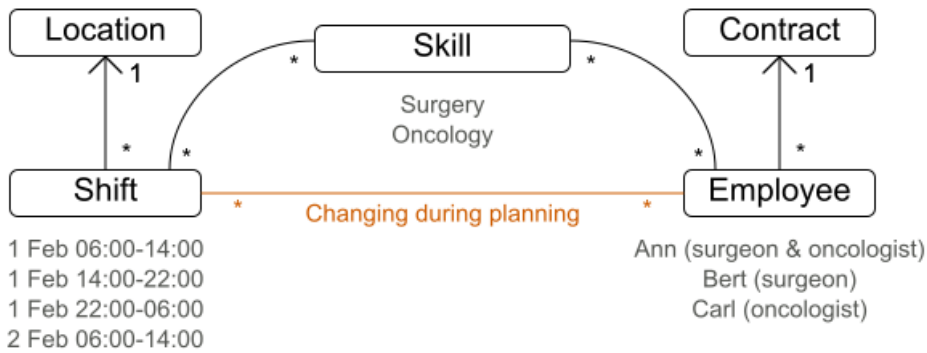 Location
Skill
Contract
1
*
*
1
Surgery
Oncology
*
*
*
*
Shift
Employee
*
Changing during planning
*
1 Feb 06:00-14:00
1 Feb 14:00-22:00
1 Feb 22:00-06:00
2 Feb 06:00-14:00
Ann (surgeon & oncologist)
Bert (surgeon)
Carl (oncologist)